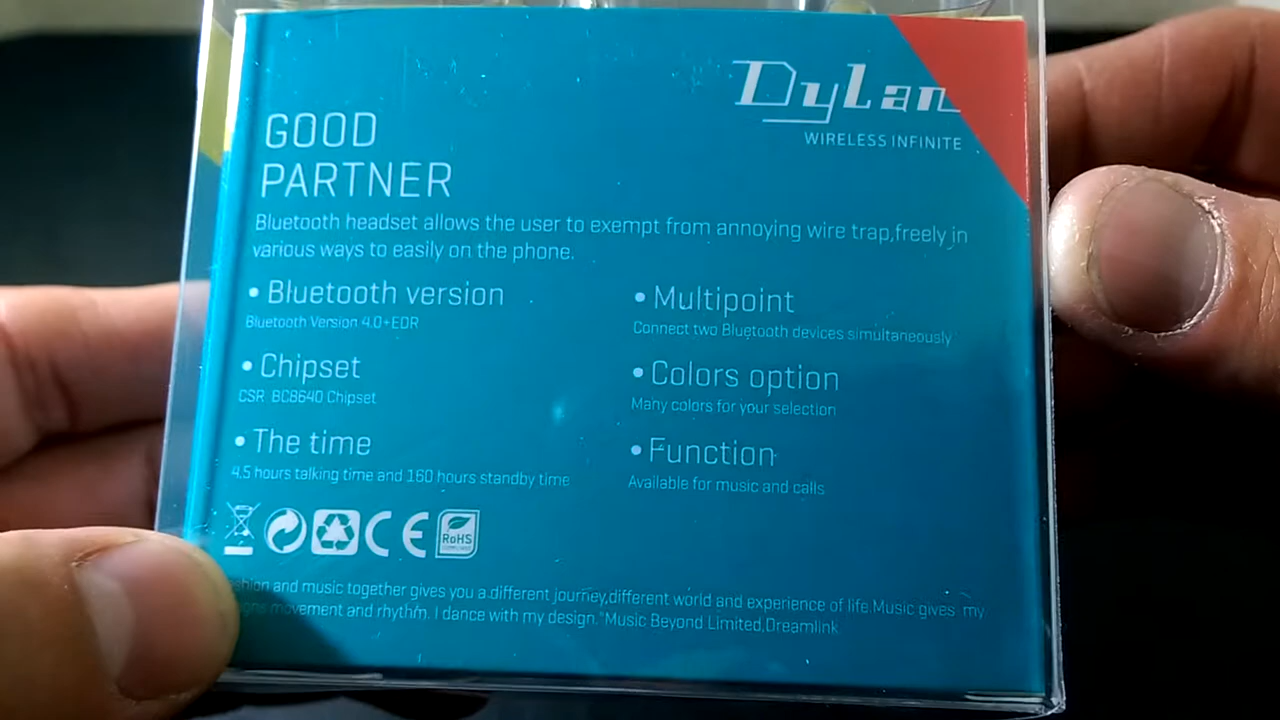 Dylan
WIRELESS INFINITE
GOOD
PARTNER
Bluetooth headset allows the user to exempt from annoying wire trap,freely in
various ways to easily on the phone.
• Bluetooth version
Bluetooth Version 4.0+EDR
• Chipset
CSR BC8640 Chipset
• The time
4.5 hours talking time and 160 hours standby time
• Multipoint
Connect two Bluetooth devices simultaneously
• Colors option
Many colors for your selection
• Function
Available for music and calls
CE
RoHS
and music together gives you a different journey,different world and experience of life.Music gives my
movement and rhythm. I dance with my design."Music Beyond Limited,Dreamlink